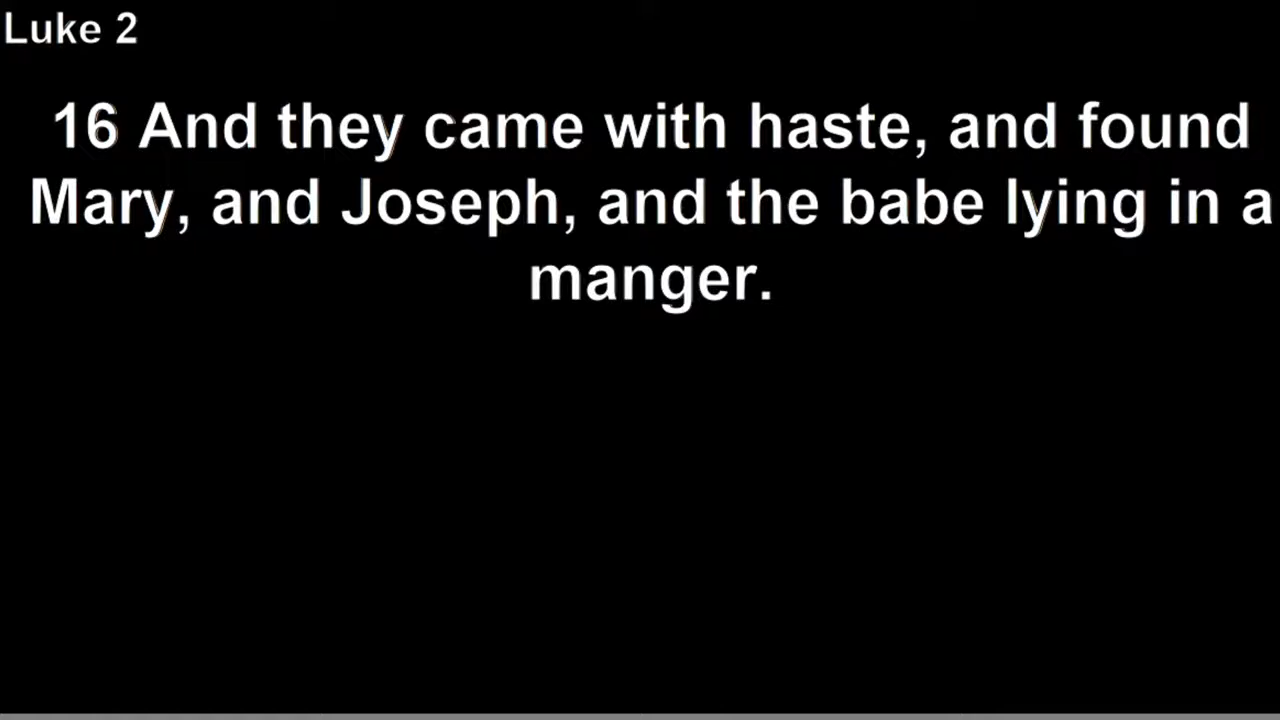 Luke 2
16 And they came with haste, and found
Mary, and Joseph, and the babe lying in a
manger.